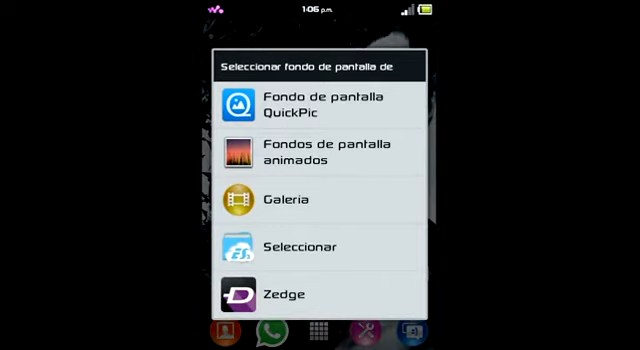 1:06 p.m.
Seleccionar fondo de pantalla de
Fondo de pantalla
QuickPic
Fondos de pantalla
animados
Galeria
Seleccionar
Zedge